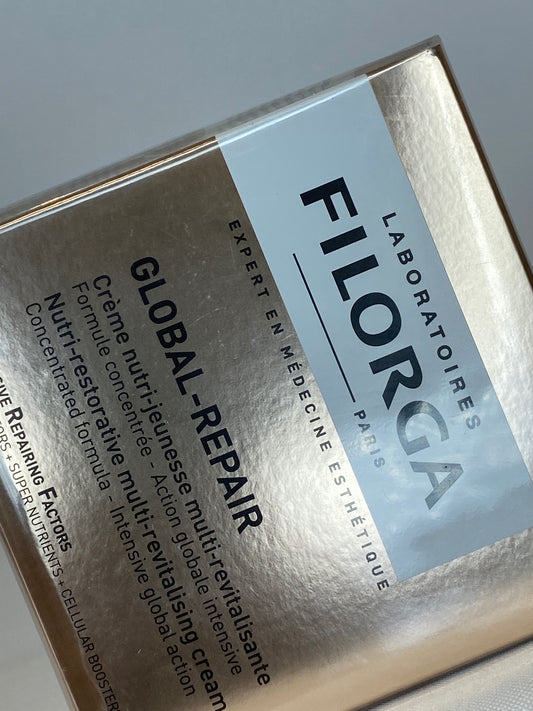 LABORATOIRES
FILORGA
PARIS
EXPERT EN MÉDECINE ESTHÉTIQUE
GLOBAL-REPAIR
Crème nutri-jeunesse multi-revitalisante
Formule concentrée - Action globale intensive
Nutri-restorative multi-revitalising cream
Concentrated formula - Intensive global action
REPAIRING FACTORS
+ SUPER NUTRIENTS + CELLULAR